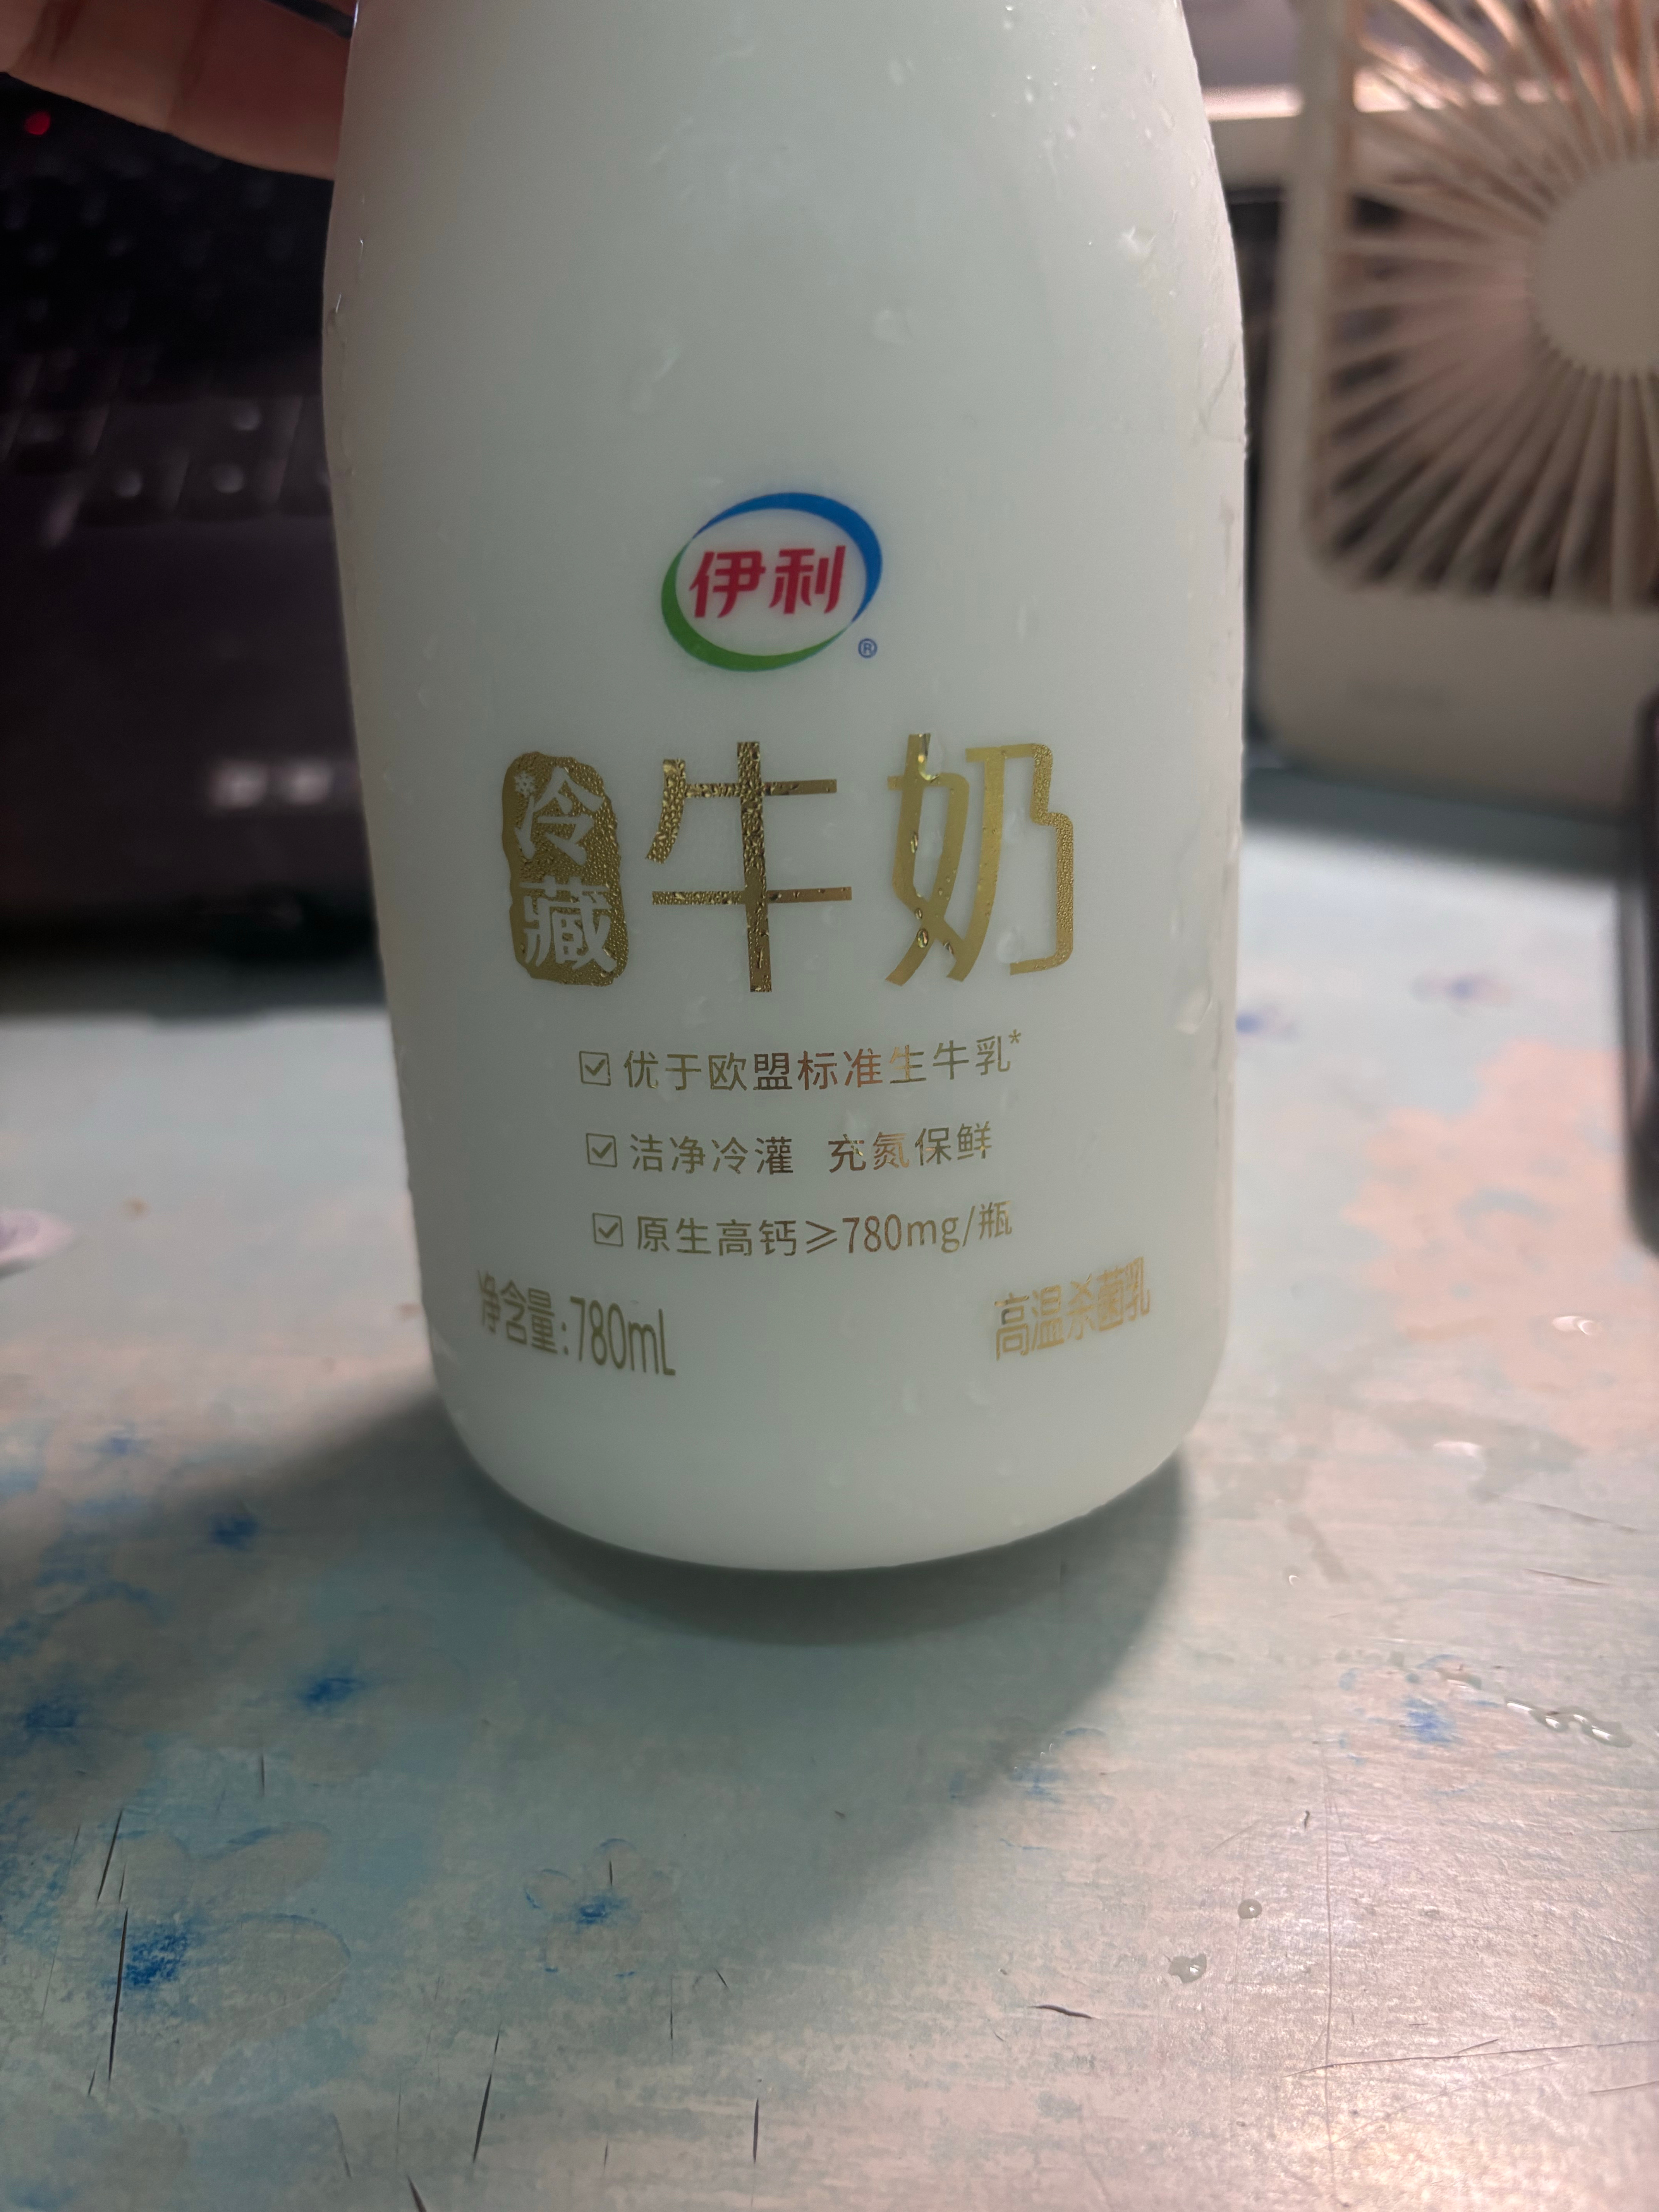 伊利®
冷藏 牛奶
优于欧盟标准生牛乳*
洁净冷灌 充氮保鲜
原生高钙≥780mg/瓶
净含量:780mL
高温杀菌乳